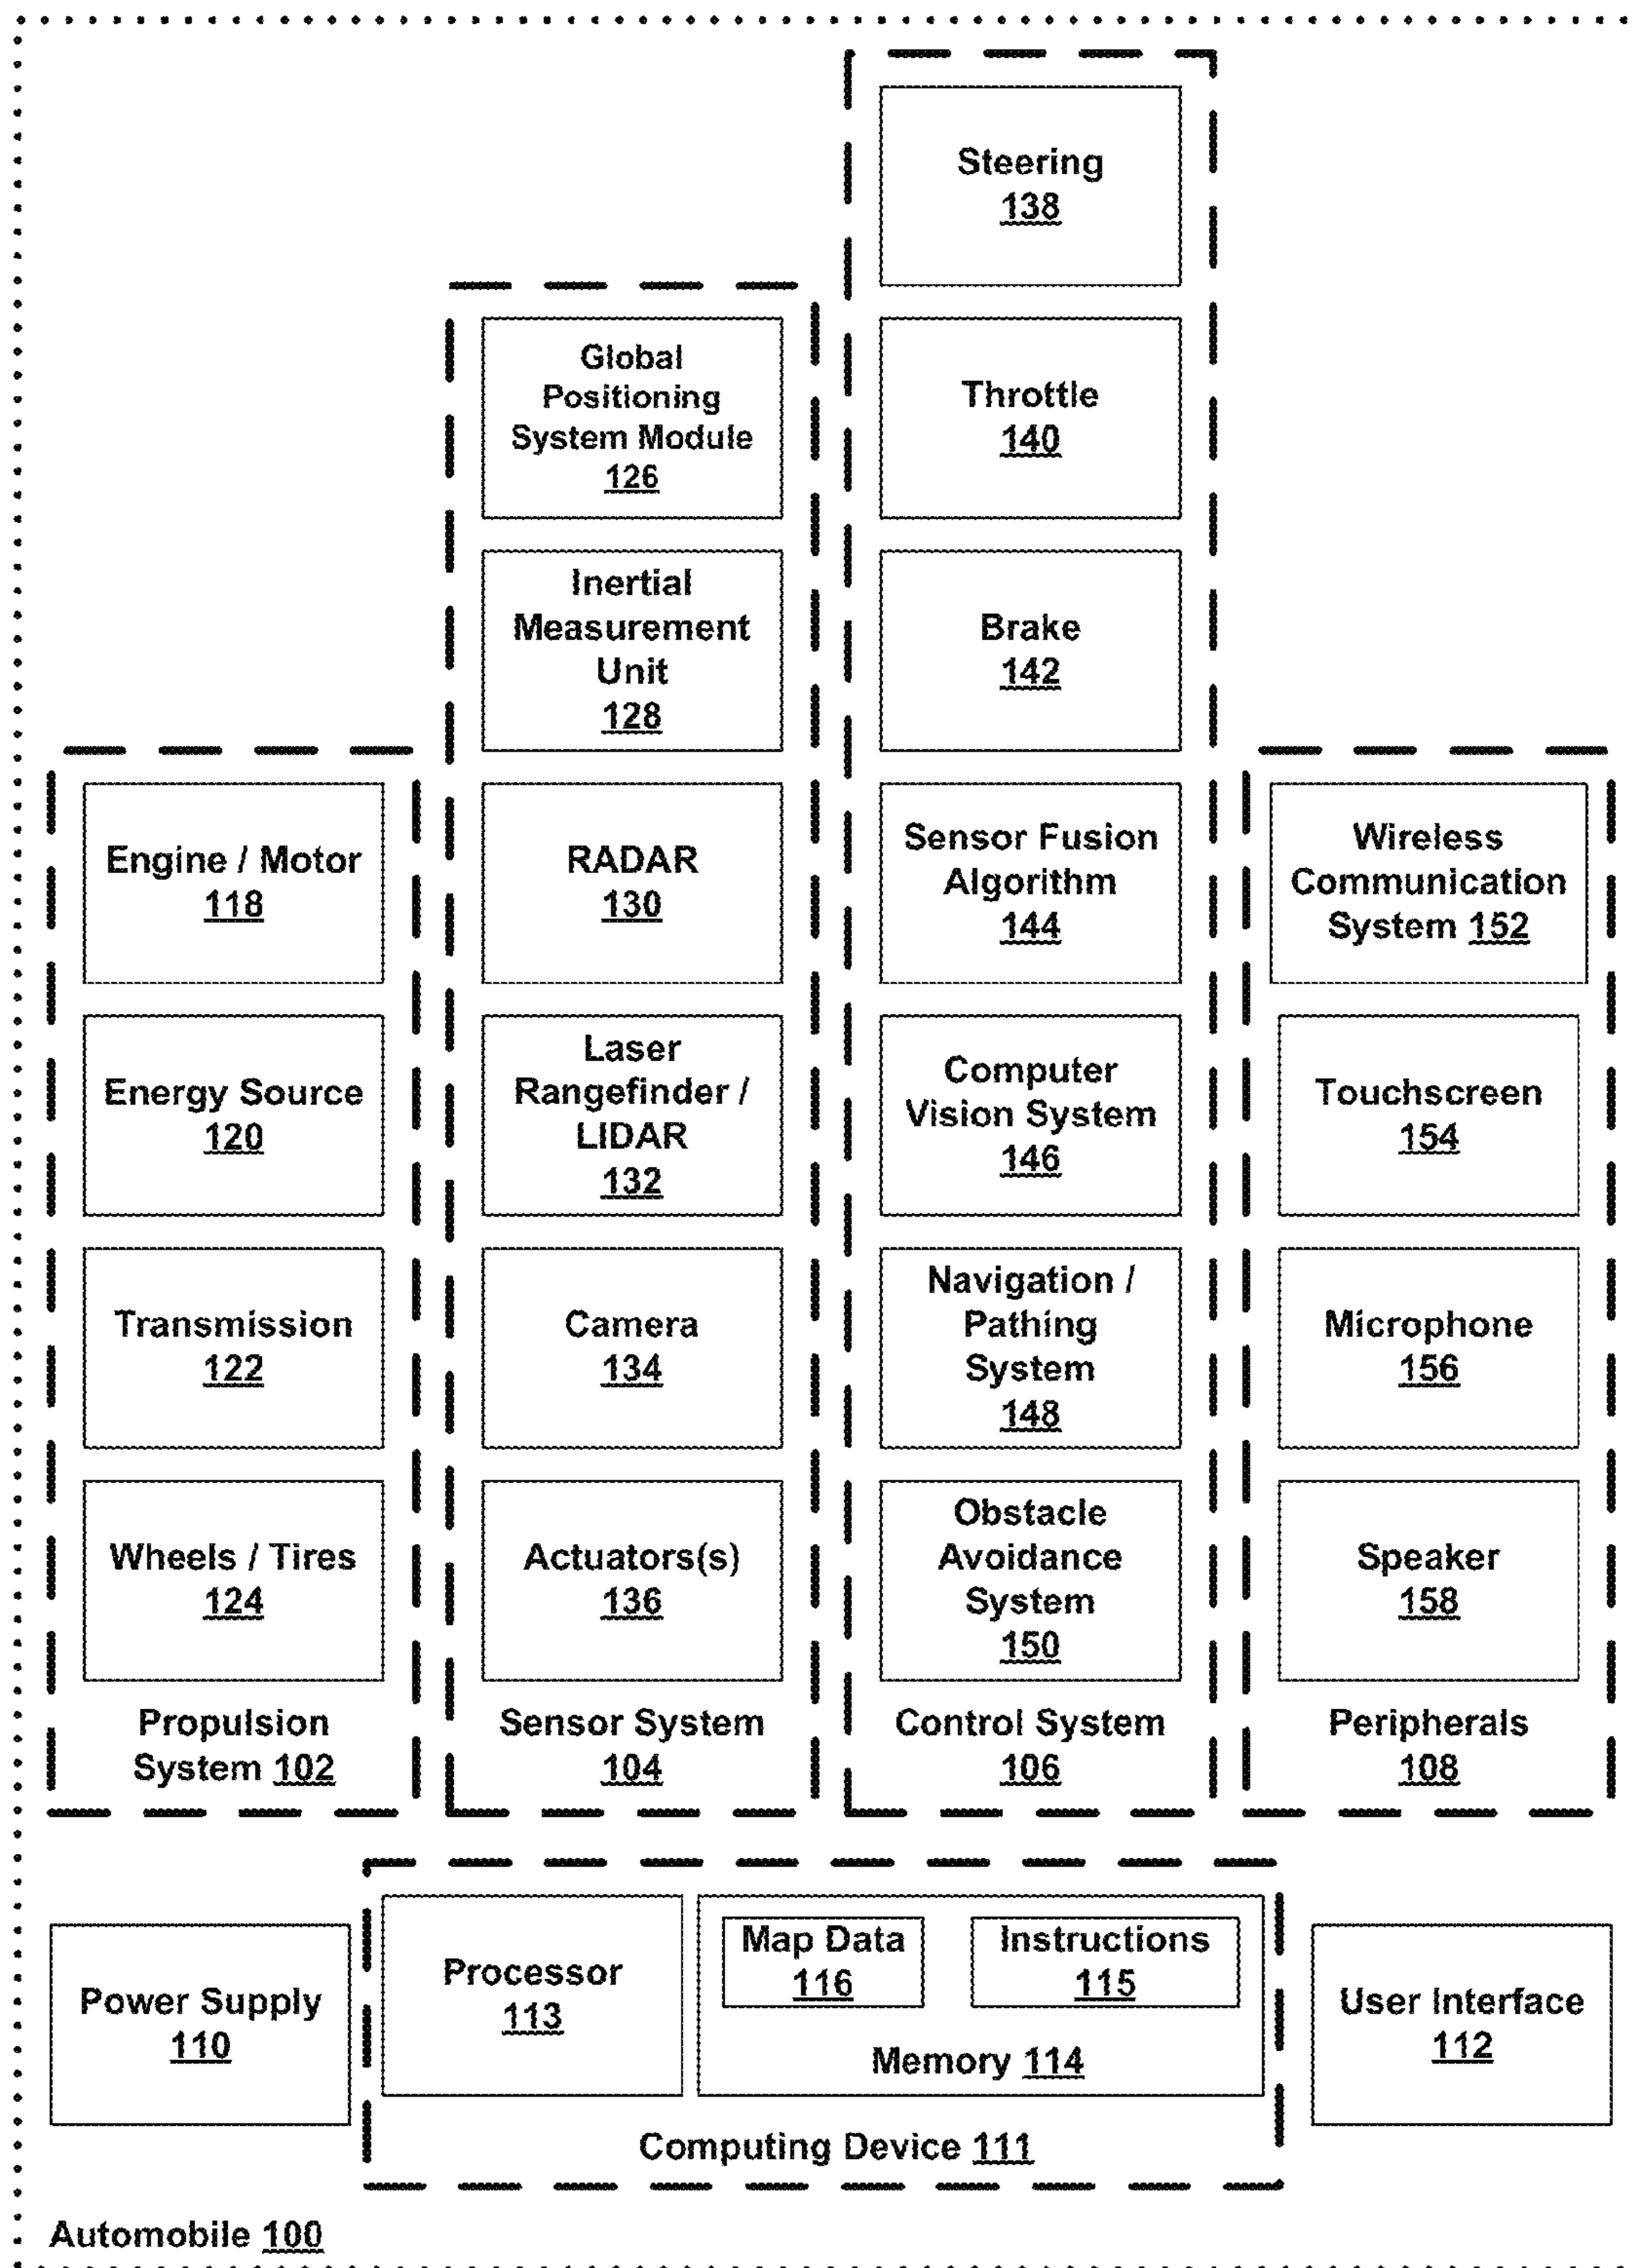 Steering
138
Global
Positioning
System Module
126
Throttle
140
Inertial
Measurement
Unit
128
Brake
142
Engine / Motor
118
RADAR
130
Sensor Fusion
Algorithm
144
Wireless
Communication
System 152
Energy Source
120
Laser
Rangefinder /
LIDAR
132
Computer
Vision System
146
Touchscreen
154
Transmission
122
Camera
134
Navigation /
Pathing
System
148
Microphone
156
Wheels / Tires
124
Actuators(s)
136
Obstacle
Avoidance
System
150
Speaker
158
Propulsion
System 102
Sensor System
104
Control System
106
Peripherals
108
Power Supply
110
Processor
113
Map Data
116
Instructions
115
Memory 114
Computing Device 111
User Interface
112
Automobile 100